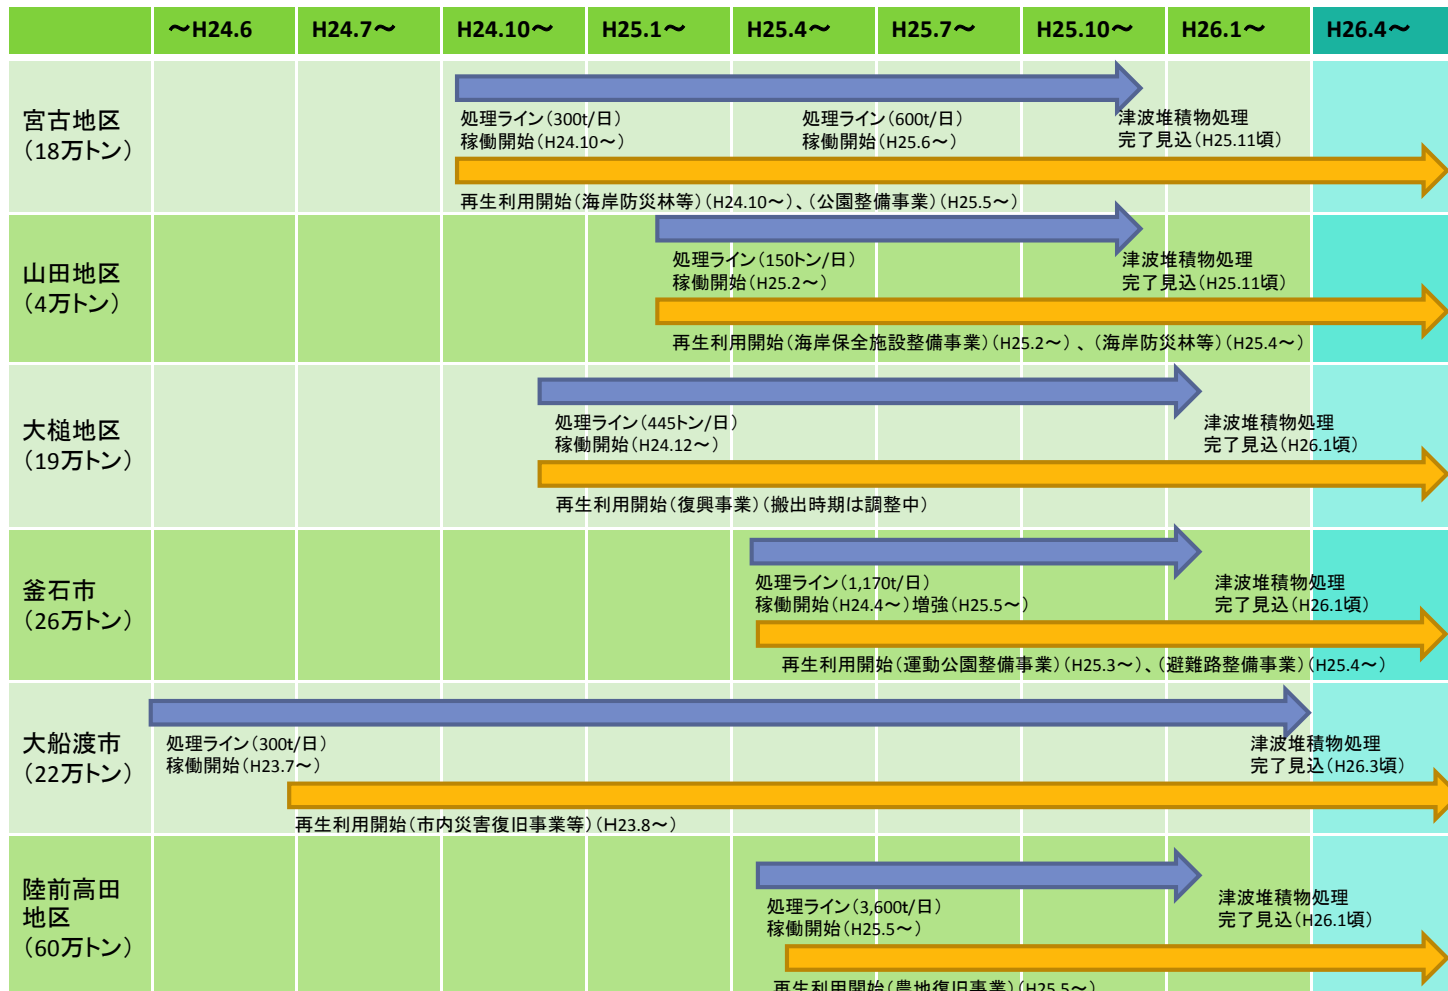 ～H24.6 H24.7～ H24.10～ H25.1～ H25.4～ H25.7～ H25.10～ H26.1～ H26.4～
宮古地区
（18万トン）
処理ライン（300t/日）
稼働開始（H24.10～）
処理ライン（600t/日）
稼働開始（H25.6～）
津波堆積物処理
完了見込（H25.11頃）
再生利用開始（海岸防災林等）（H24.10～）、（公園整備事業）（H25.5～）
山田地区
（4万トン）
処理ライン（150トン/日）
稼働開始（H25.2～）
津波堆積物処理
完了見込（H25.11頃）
再生利用開始（海岸保全施設整備事業）（H25.2～）、（海岸防災林等）（H25.4～）
大槌地区
（19万トン）
処理ライン（445トン/日）
稼働開始（H24.12～）
津波堆積物処理
完了見込（H26.1頃）
再生利用開始（復興事業）（搬出時期は調整中）
釜石市
（26万トン）
処理ライン（1,170t/日）
稼働開始（H24.4～）増強（H25.5～）
津波堆積物処理
完了見込（H26.1頃）
再生利用開始（運動公園整備事業）（H25.3～）、（避難路整備事業）（H25.4～）
大船渡市
（22万トン）
処理ライン（300t/日）
稼働開始（H23.7～）
津波堆積物処理
完了見込（H26.3頃）
再生利用開始（市内災害復旧事業等）（H23.8～）
陸前高田
地区
（60万トン）
処理ライン（3,600t/日）
稼働開始（H25.5～）
津波堆積物処理
完了見込（H26.1頃）
再生利用開始（農地復旧事業）（H25.5～）